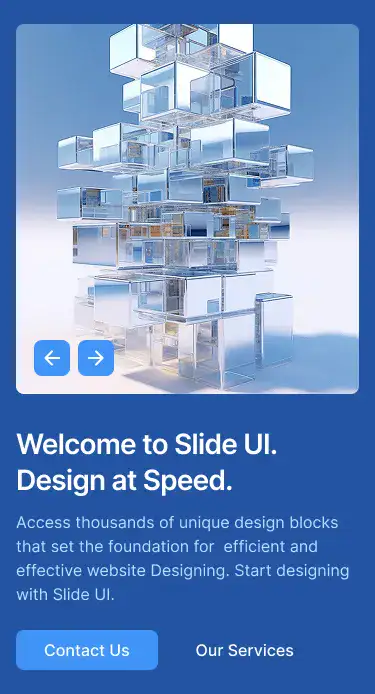 Welcome to Slide UI.
Design at Speed.
Access thousands of unique design blocks
that set the foundation for  efficient and
effective website Designing. Start designing
with Slide UI.
Contact Us
Our Services